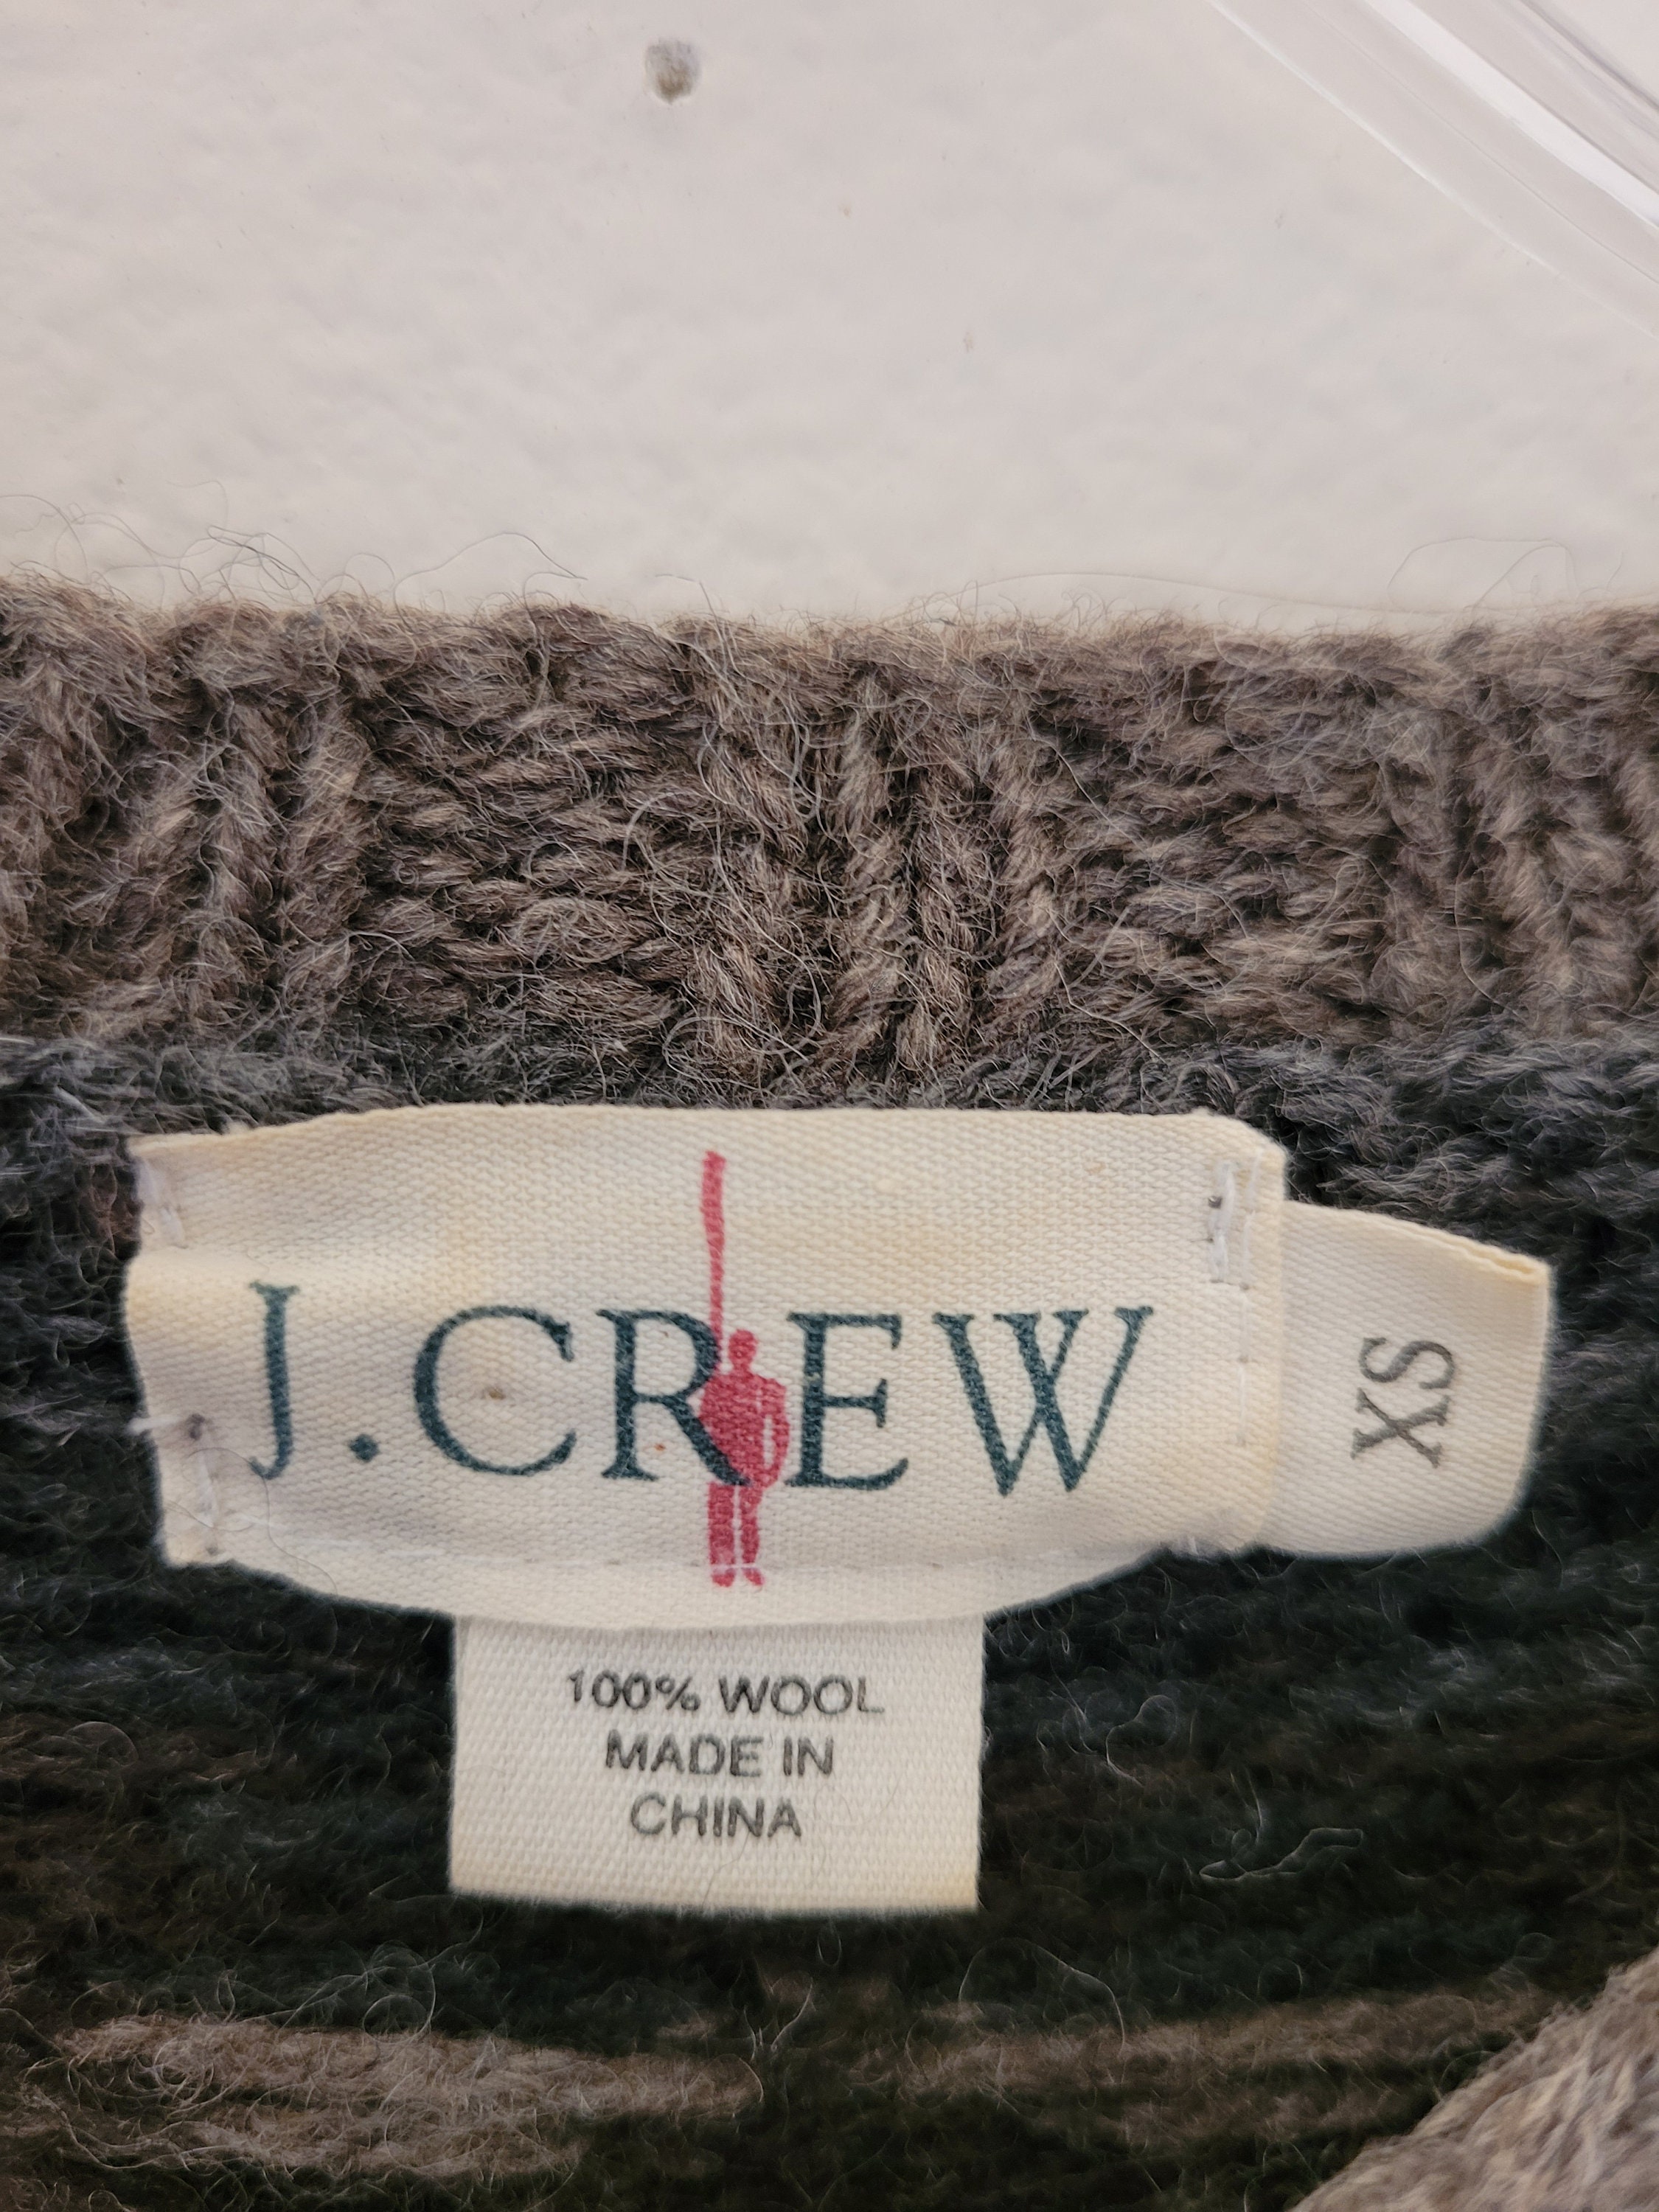 J.CREW
XS
100% WOOL
MADE IN
CHINA